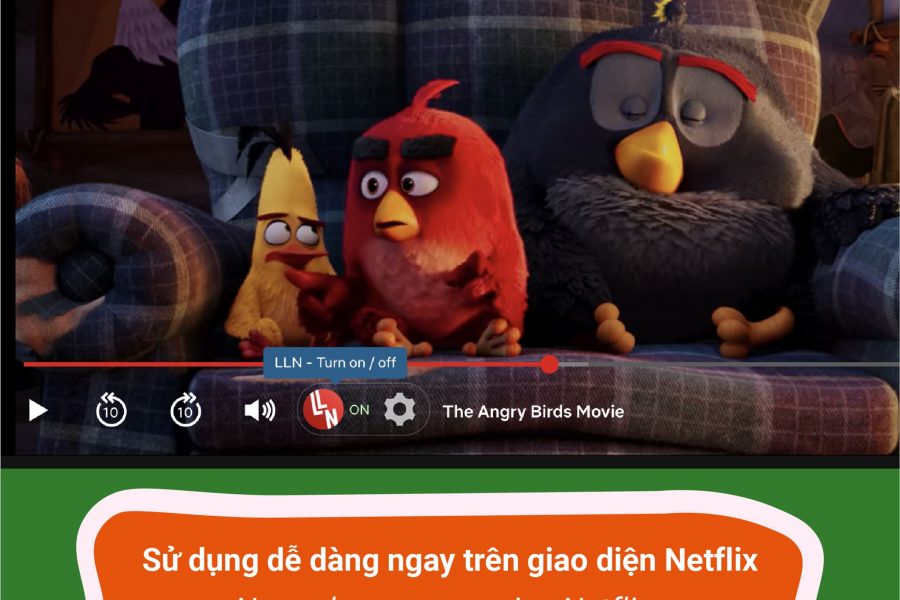 LLN - Turn on / off
10
10
LLN
ON
The Angry Birds Movie
Sử dụng dễ dàng ngay trên giao diện Netflix